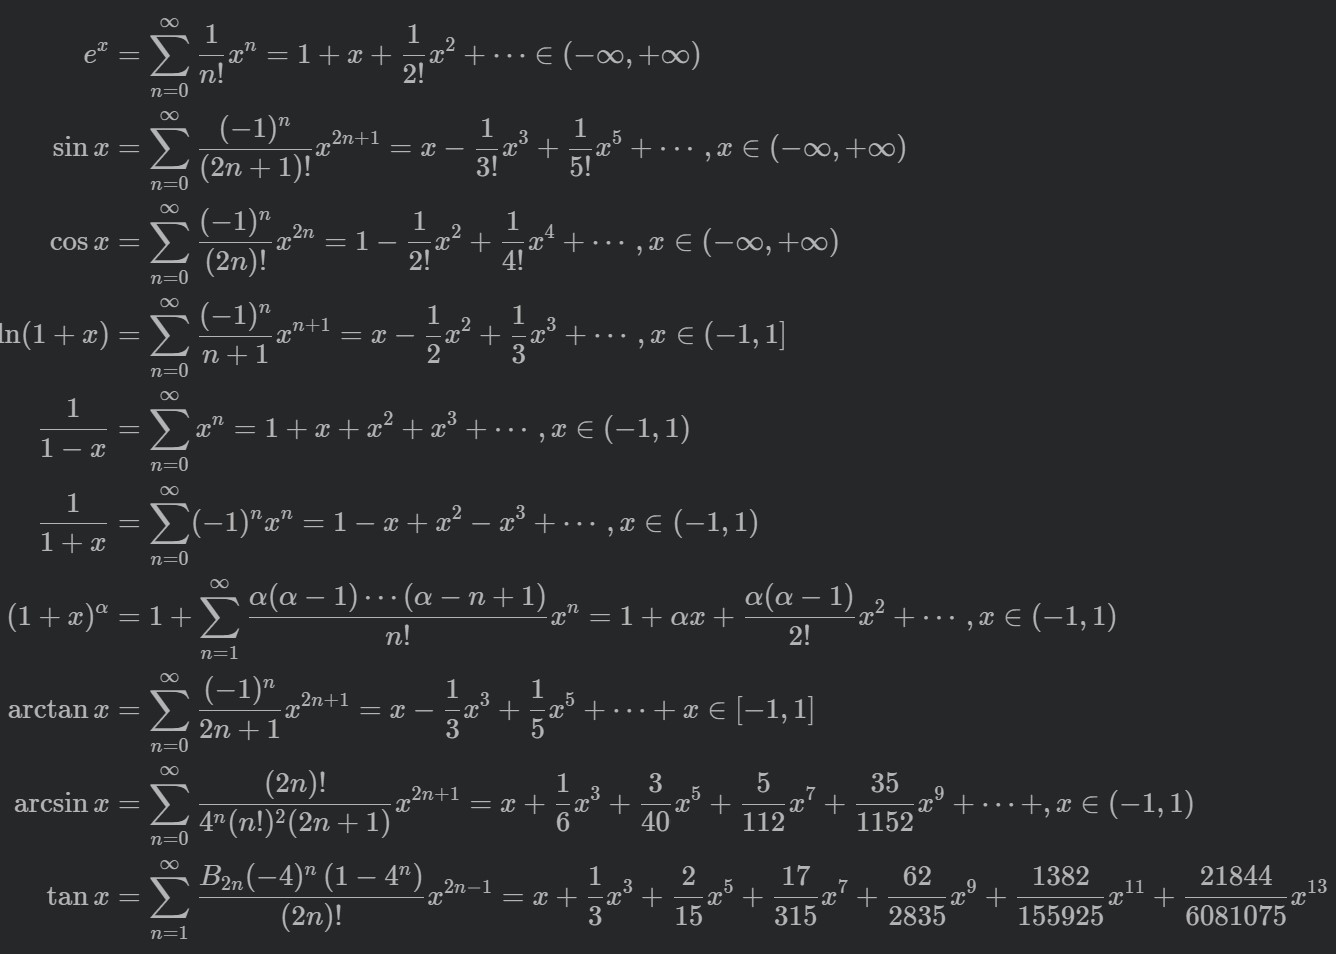 e^x = \sum_{n=0}^{\infty} \frac{1}{n!} x^n = 1 + x + \frac{1}{2!} x^2 + \cdots \in (-\infty, +\infty)
\sin x = \sum_{n=0}^{\infty} \frac{(-1)^n}{(2n+1)!} x^{2n+1} = x - \frac{1}{3!} x^3 + \frac{1}{5!} x^5 + \cdots, x \in (-\infty, +\infty)
\cos x = \sum_{n=0}^{\infty} \frac{(-1)^n}{(2n)!} x^{2n} = 1 - \frac{1}{2!} x^2 + \frac{1}{4!} x^4 + \cdots, x \in (-\infty, +\infty)
\ln(1+x) = \sum_{n=0}^{\infty} \frac{(-1)^n}{n+1} x^{n+1} = x - \frac{1}{2} x^2 + \frac{1}{3} x^3 + \cdots, x \in (-1, 1]
\frac{1}{1-x} = \sum_{n=0}^{\infty} x^n = 1 + x + x^2 + x^3 + \cdots, x \in (-1, 1)
\frac{1}{1+x} = \sum_{n=0}^{\infty} (-1)^n x^n = 1 - x + x^2 - x^3 + \cdots, x \in (-1, 1)
(1+x)^{\alpha} = 1 + \sum_{n=1}^{\infty} \frac{\alpha(\alpha-1)\cdots(\alpha-n+1)}{n!} x^n = 1 + \alpha x + \frac{\alpha(\alpha-1)}{2!} x^2 + \cdots, x \in (-1, 1)
\arctan x = \sum_{n=0}^{\infty} \frac{(-1)^n}{2n+1} x^{2n+1} = x - \frac{1}{3} x^3 + \frac{1}{5} x^5 + \cdots + x \in [-1, 1]
\arcsin x = \sum_{n=0}^{\infty} \frac{(2n)!}{4^n (n!)^2 (2n+1)} x^{2n+1} = x + \frac{1}{6} x^3 + \frac{3}{40} x^5 + \frac{5}{112} x^7 + \frac{35}{1152} x^9 + \cdots +, x \in (-1, 1)
\tan x = \sum_{n=1}^{\infty} \frac{B_{2n} (-4)^n (1-4^n)}{(2n)!} x^{2n-1} = x + \frac{1}{3} x^3 + \frac{2}{15} x^5 + \frac{17}{315} x^7 + \frac{62}{2835} x^9 + \frac{1382}{155925} x^{11} + \frac{21844}{6081075} x^{13}